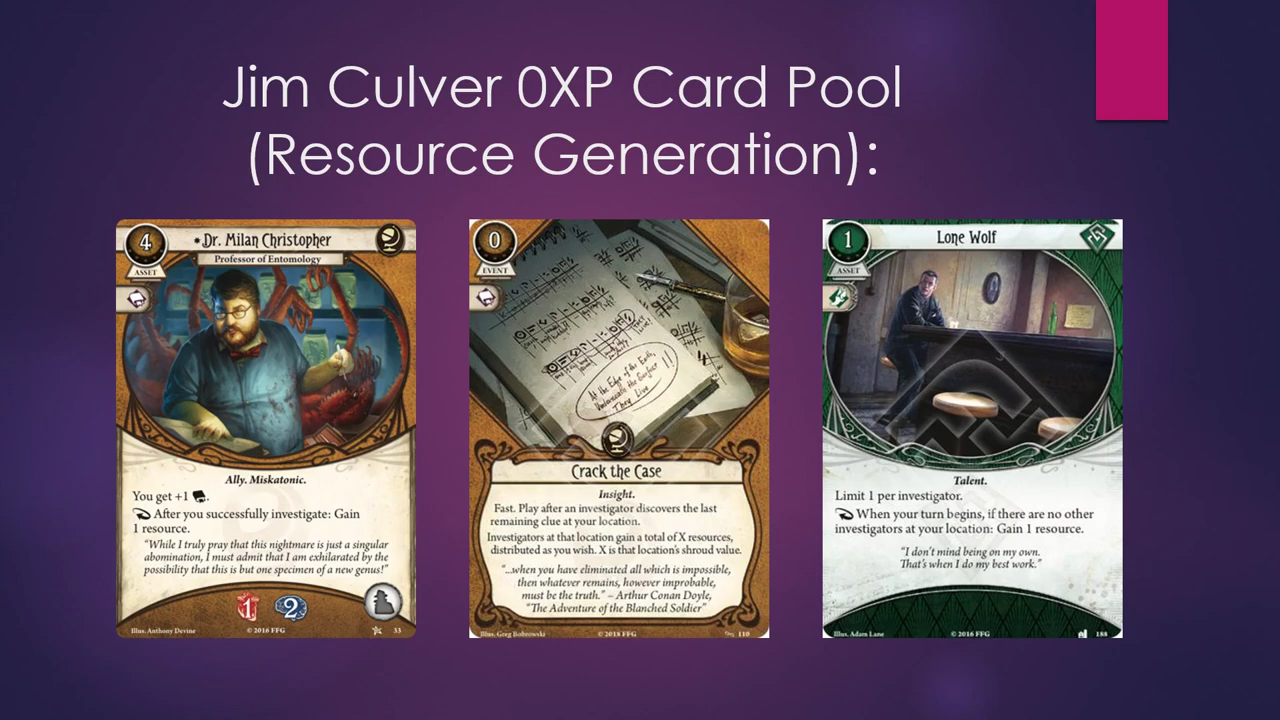 Jim Culver 0XP Card Pool
(Resource Generation):
4
Dr. Milan Christopher
ASSET
Professor of Entomology
Ally. Miskatonic.
You get +1 .
After you successfully investigate: Gain
1 resource.
“While I truly pray that this nightmare is just a singular
abomination, I must admit that I am exhilarated by the
possibility that this is but one specimen of a new genus!”
1 2
Illus. Anthony Devine © 2016 FFG 33
0
EVENT
At the Edge of the Earth,
They Live
Crack the Case
Insight.
Fast. Play after an investigator discovers the last
remaining clue at your location.
Investigators at that location gain a total of X resources,
distributed as you wish. X is that location’s shroud value.
“...when you have eliminated all which is impossible,
then whatever remains, however improbable,
must be the truth.” – Arthur Conan Doyle,
“The Adventure of the Blanched Soldier”
Illus. Greg Bobrowski © 2018 FFG 110
1
Lone Wolf
ASSET
Talent.
Limit 1 per investigator.
When your turn begins, if there are no other
investigators at your location: Gain 1 resource.
“I don’t mind being on my own.
That’s when I do my best work.”
Illus. Adam Lane © 2016 FFG 188